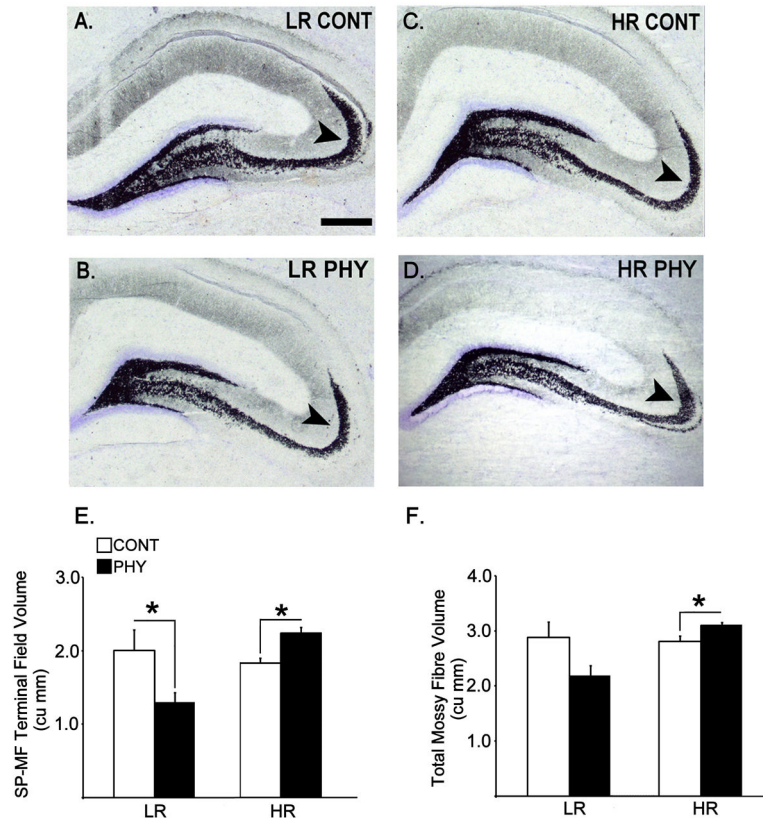 A. LR CONT
C. HR CONT
B. LR PHY
D. HR PHY
E.
CONT
PHY
SP-MF Terminal Field Volume
(cu mm)
3.0
2.0
1.0
*
*
LR HR
F.
Total Mossy Fibre Volume
(cu mm)
4.0
3.0
2.0
1.0
*
LR HR